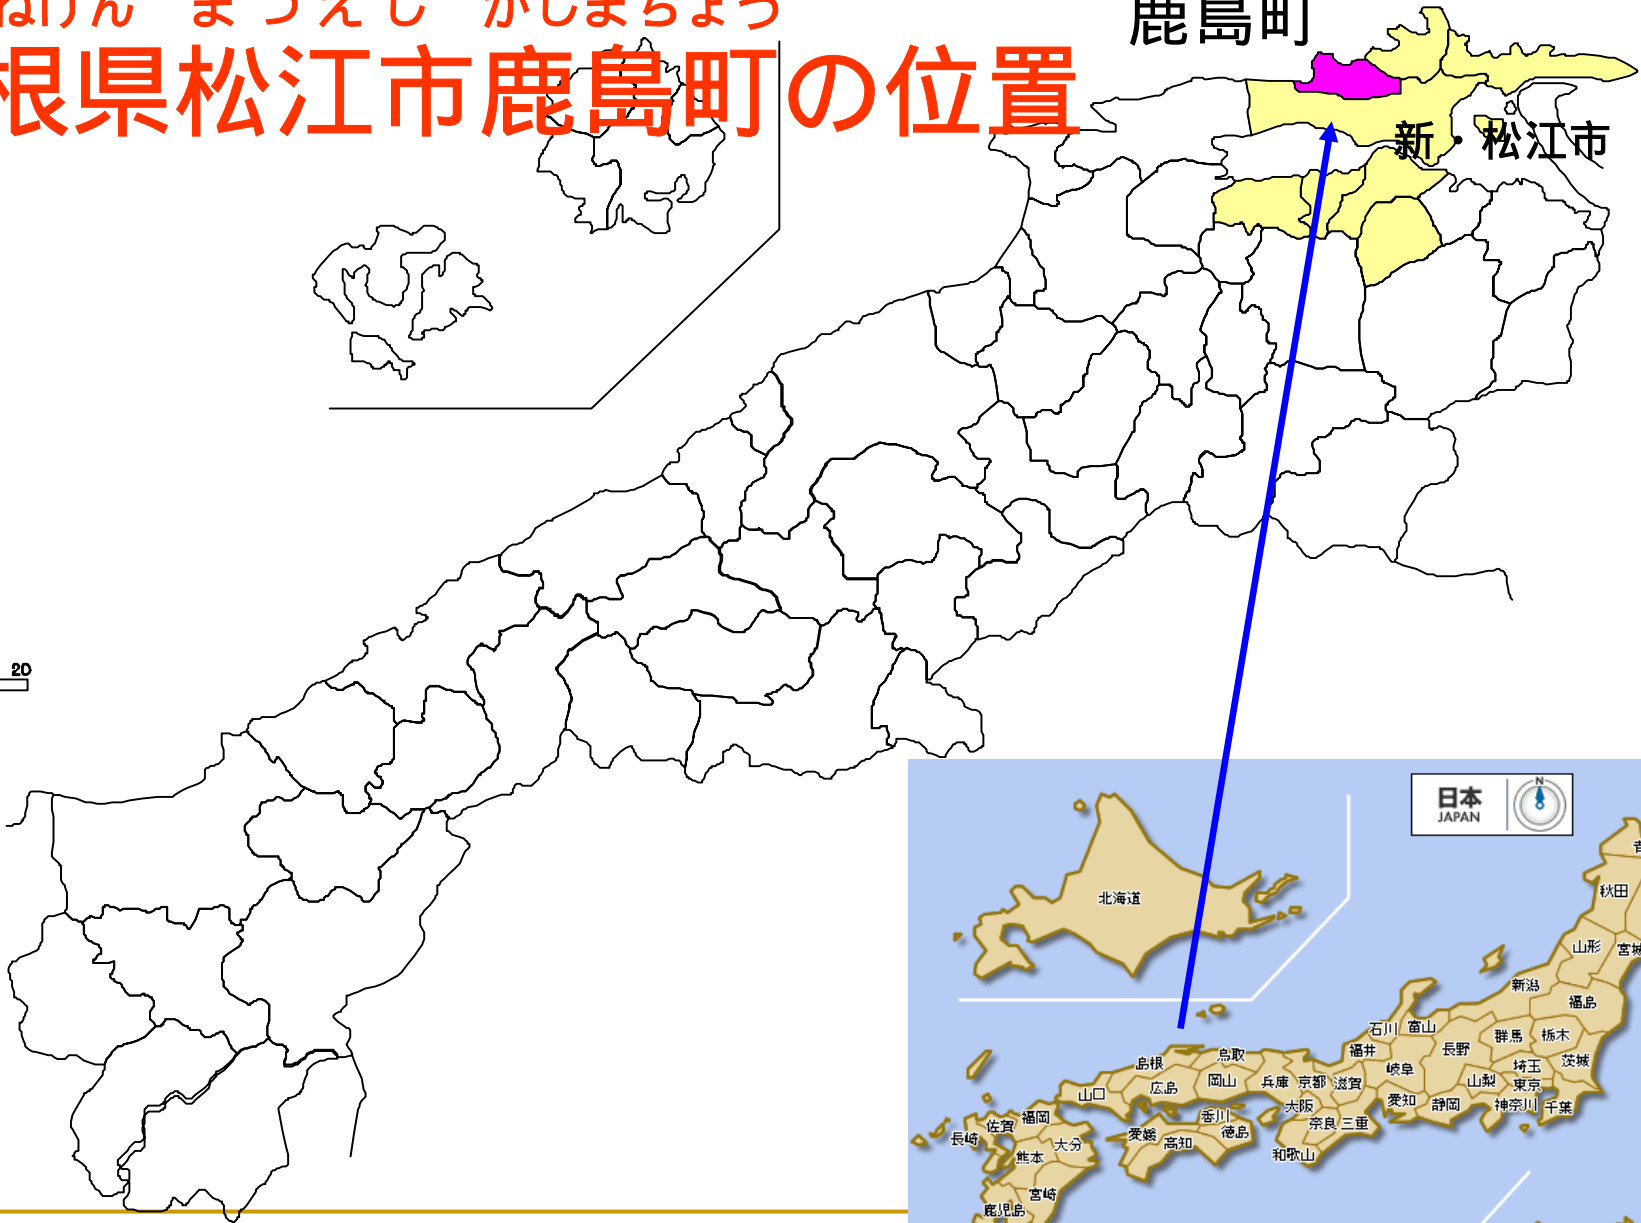 ねけん まつえし かしまちょう
根県松江市鹿島町の位置
鹿島町
新・松江市
20
日本
JAPAN
N
北海道
秋田
山形
宮城
新潟
福島
石川
富山
群馬
栃木
福井
長野
茨城
島根
鳥取
岐阜
埼玉
広島
岡山
兵庫
京都
滋賀
山梨
東京
山口
愛知
静岡
神奈川
千葉
大阪
香川
福岡
佐賀
奈良
三重
徳島
愛媛
高知
長崎
大分
熊本
和歌山
宮崎
鹿児島